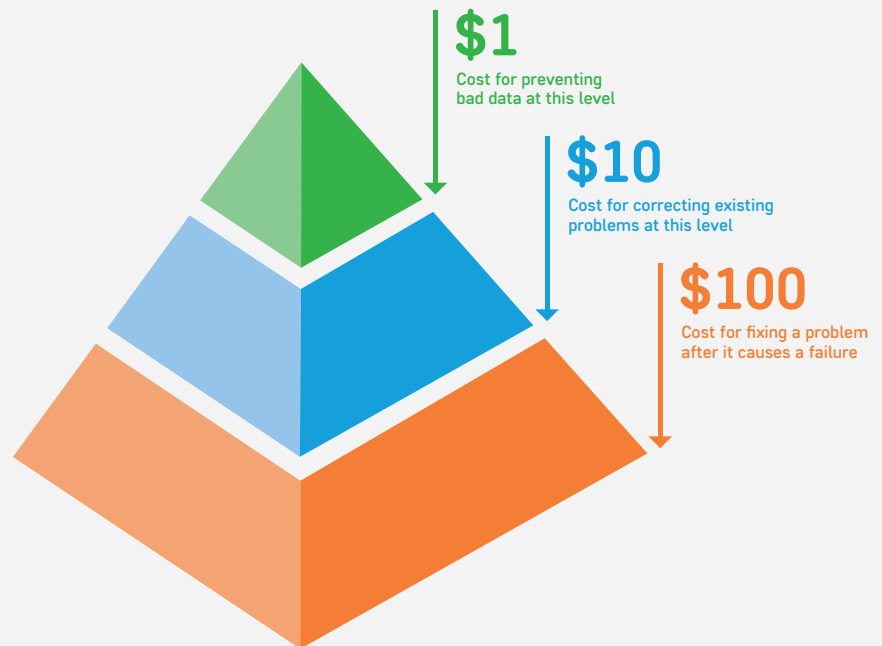 $1
Cost for preventing
bad data at this level
$10
Cost for correcting existing
problems at this level
$100
Cost for fixing a problem
after it causes a failure